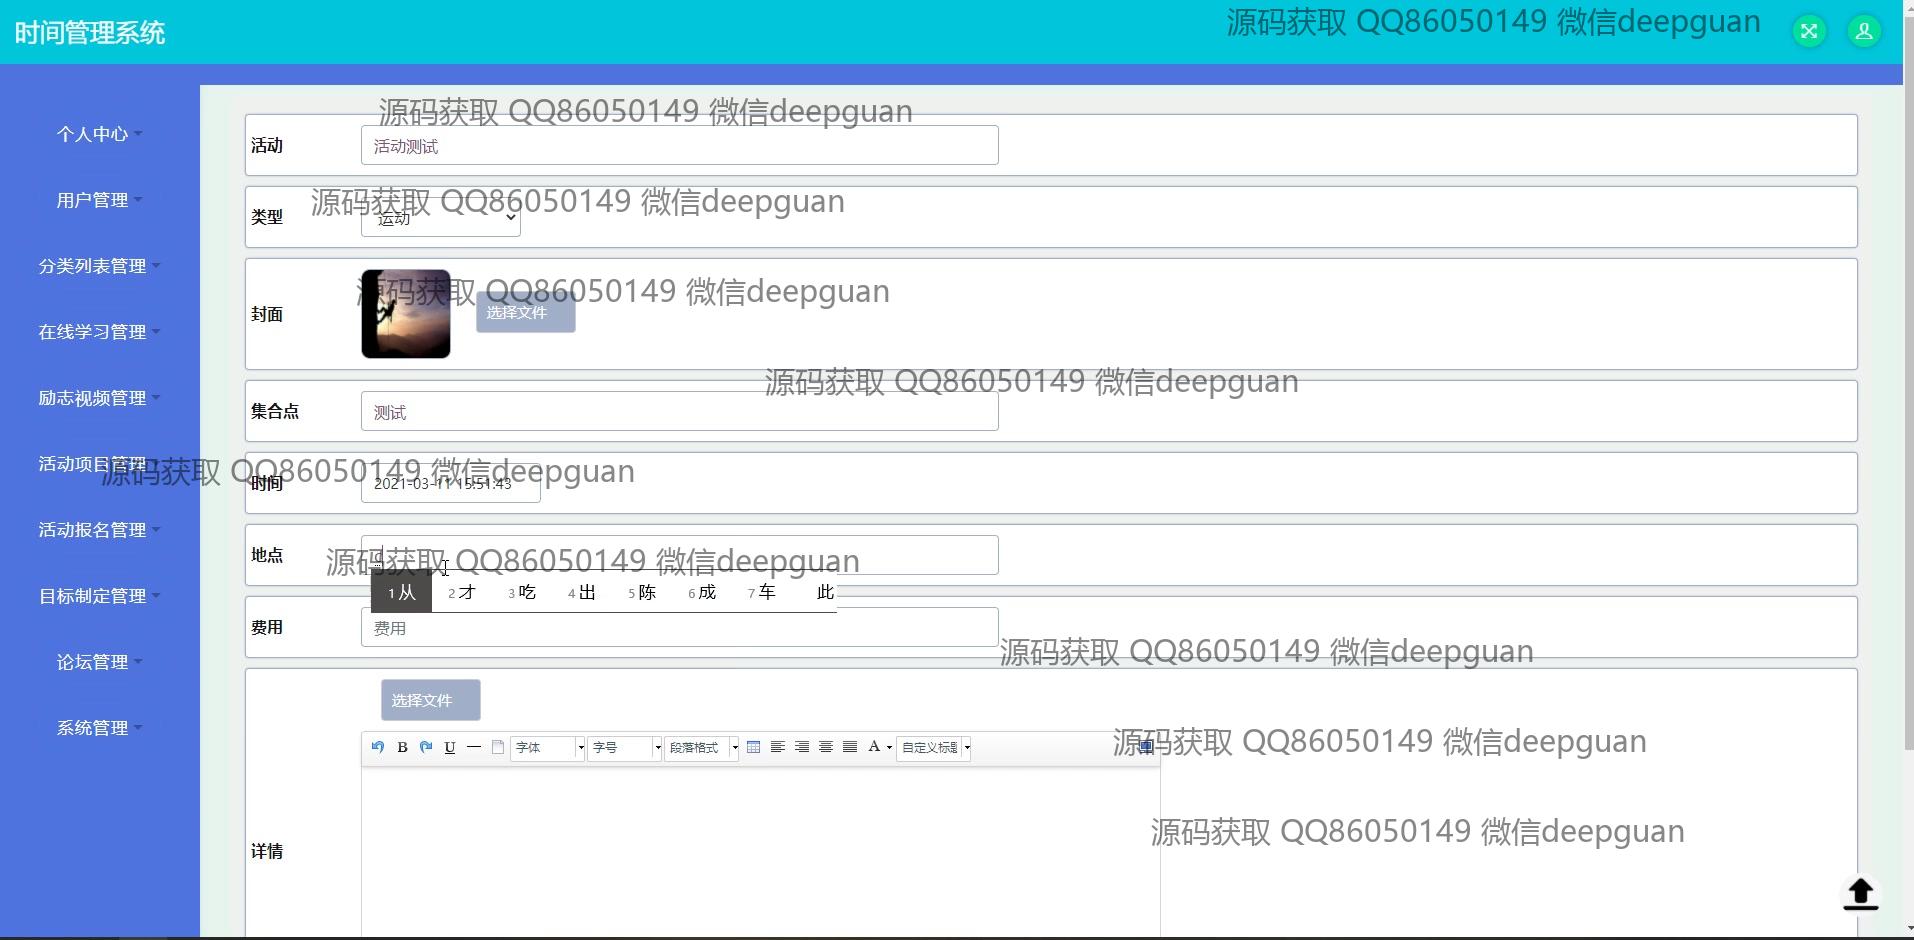 时间管理系统
源码获取 QQ86050149 微信deepguan
源码获取 QQ86050149 微信deepguan
个人中心
活动
活动测试
用户管理
源码获取 QQ86050149 微信deepguan
类型
运动
分类列表管理
源码获取 QQ86050149 微信deepguan
封面
选择文件
在线学习管理
源码获取 QQ86050149 微信deepguan
励志视频管理
集合点
测试
活动项目管理
源码获取 QQ86050149 微信deepguan
时间
2021-03-11 15:51:43
活动报名管理
地点
源码获取 QQ86050149 微信deepguan
目标制定管理
1从 2才 3吃 4出 5陈 6成 7车 此
费用
费用
源码获取 QQ86050149 微信deepguan
论坛管理
选择文件
系统管理
B U 字体 字号 段落格式 A 自定义标题
源码获取 QQ86050149 微信deepguan
源码获取 QQ86050149 微信deepguan
详情